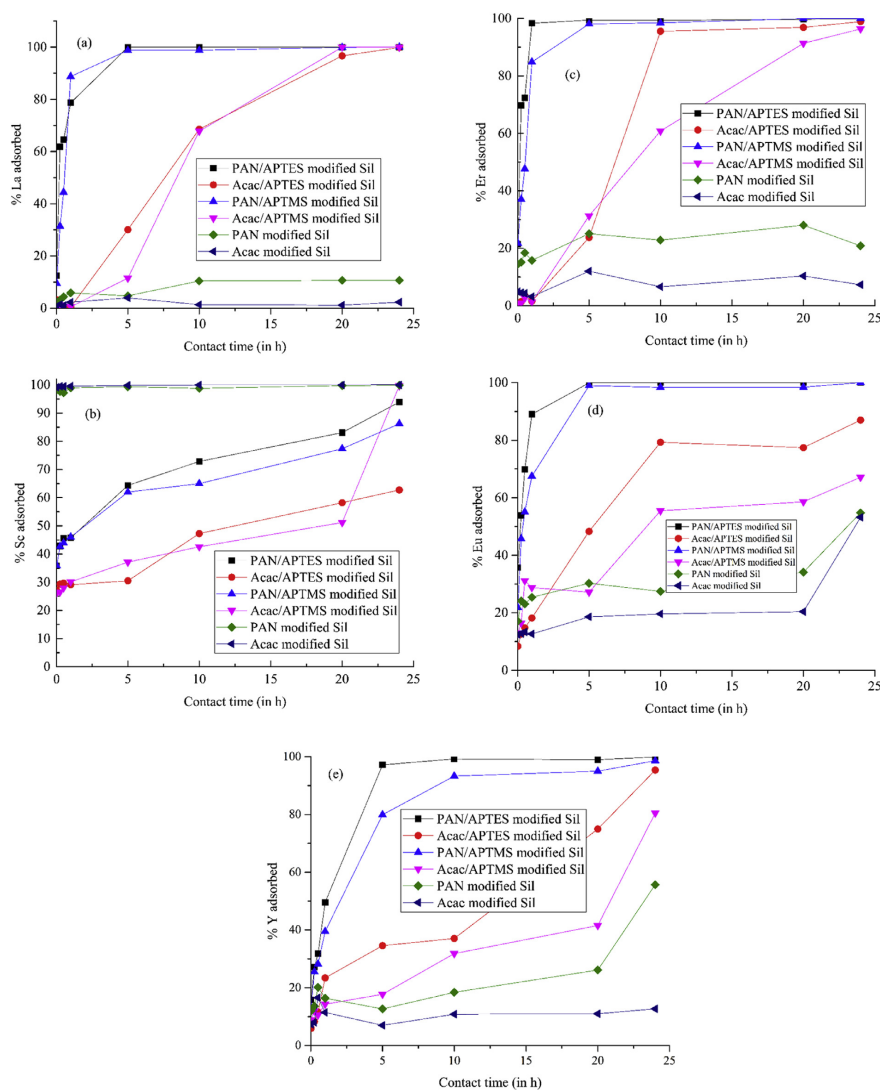 (a)
% La adsorbed
100
80
60
40
20
0
0 5 10 15 20 25
Contact time (in h)
PAN/APTES modified Sil
Acac/APTES modified Sil
PAN/APTMS modified Sil
Acac/APTMS modified Sil
PAN modified Sil
Acac modified Sil
(c)
% Er adsorbed
100
80
60
40
20
0
0 5 10 15 20 25
Contact time (in h)
PAN/APTES modified Sil
Acac/APTES modified Sil
PAN/APTMS modified Sil
Acac/APTMS modified Sil
PAN modified Sil
Acac modified Sil
(b)
% Sc adsorbed
100
90
80
70
60
50
40
30
20
10
0
0 5 10 15 20 25
Contact time (in h)
PAN/APTES modified Sil
Acac/APTES modified Sil
PAN/APTMS modified Sil
Acac/APTMS modified Sil
PAN modified Sil
Acac modified Sil
(d)
% Eu adsorbed
100
80
60
40
20
0
0 5 10 15 20 25
Contact time (in h)
PAN/APTES modified Sil
Acac/APTES modified Sil
PAN/APTMS modified Sil
Acac/APTMS modified Sil
PAN modified Sil
Acac modified Sil
(e)
% Y adsorbed
100
80
60
40
20
0
0 5 10 15 20 25
Contact time (in h)
PAN/APTES modified Sil
Acac/APTES modified Sil
PAN/APTMS modified Sil
Acac/APTMS modified Sil
PAN modified Sil
Acac modified Sil